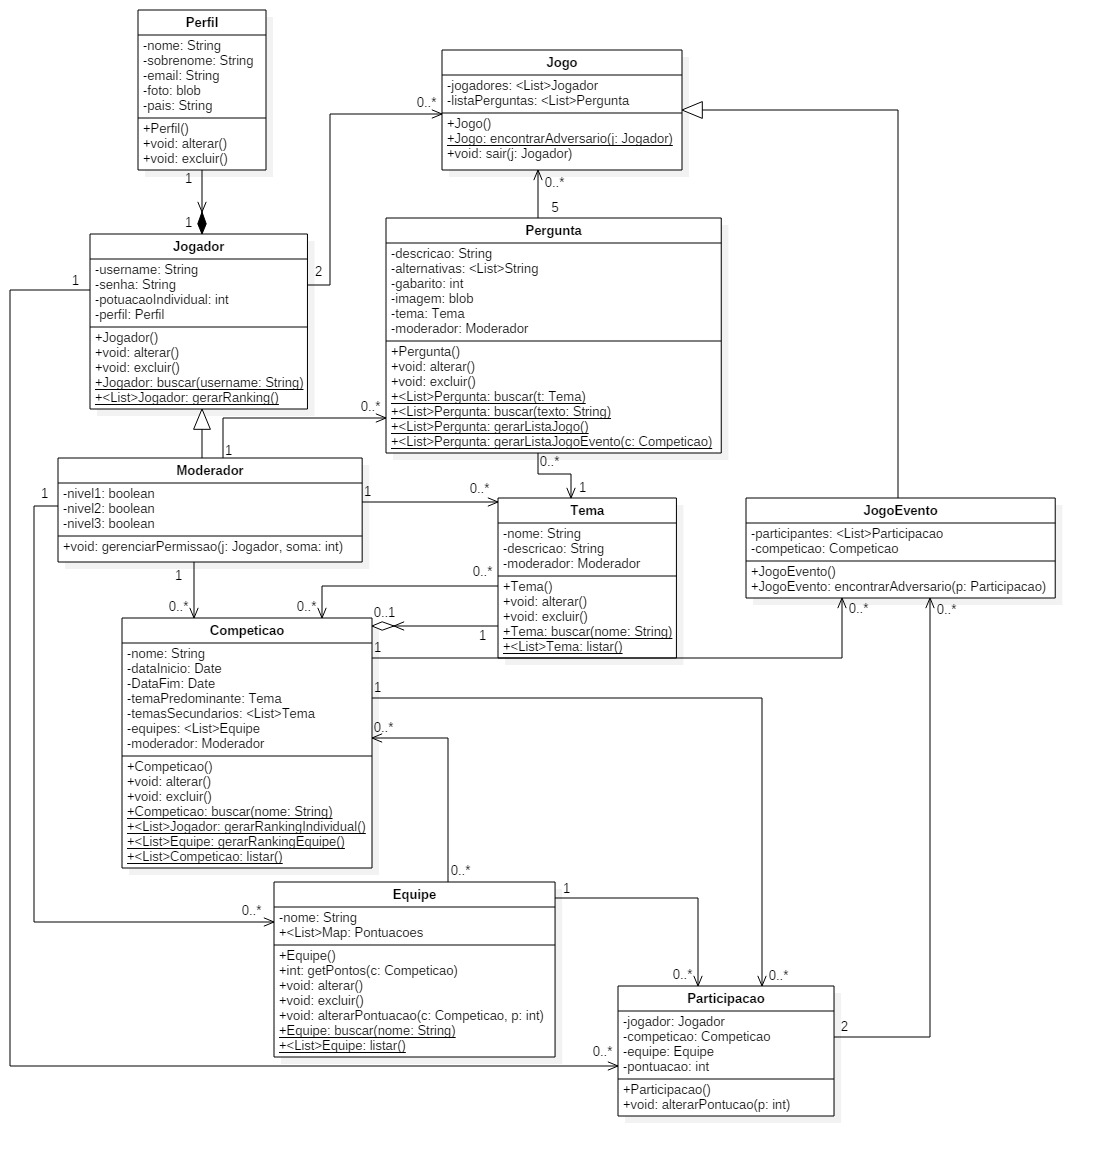 Perfil
-nome: String
-sobrenome: String
-email: String
-foto: blob
-pais: String
+Perfil()
+void: alterar()
+void: excluir()
1
1
Jogo
-jogadores: <List>Jogador
-listaPerguntas: <List>Pergunta
+Jogo()
+Jogo: encontrarAdversario(j: Jogador)
+void: sair(j: Jogador)
0..*
0..*
5
2
1
Jogador
-username: String
-senha: String
-potuacaoIndividual: int
-perfil: Perfil
+Jogador()
+void: alterar()
+void: excluir()
+Jogador: buscar(username: String)
+<List>Jogador: gerarRanking()
Pergunta
-descricao: String
-alternativas: <List>String
-gabarito: int
-imagem: blob
-tema: Tema
-moderador: Moderador
+Pergunta()
+void: alterar()
+void: excluir()
+<List>Pergunta: buscar(t: Tema)
+<List>Pergunta: buscar(texto: String)
+<List>Pergunta: gerarListaJogo()
+<List>Pergunta: gerarListaJogoEvento(c: Competicao)
0..*
1
0..*
1
Moderador
-nivel1: boolean
-nivel2: boolean
-nivel3: boolean
+void: gerenciarPermissao(j: Jogador, soma: int)
1
1
0..*
1
0..*
Tema
-nome: String
-descricao: String
-moderador: Moderador
+Tema()
+void: alterar()
+void: excluir()
+Tema: buscar(nome: String)
+<List>Tema: listar()
0..*
0..*
0..1
1
JogoEvento
-participantes: <List>Participacao
-competicao: Competicao
+JogoEvento()
+JogoEvento: encontrarAdversario(p: Participacao)
0..*
0..*
Competicao
-nome: String
-dataInicio: Date
-DataFim: Date
-temaPredominante: Tema
-temasSecundarios: <List>Tema
-equipes: <List>Equipe
-moderador: Moderador
+Competicao()
+void: alterar()
+void: excluir()
+Competicao: buscar(nome: String)
+<List>Jogador: gerarRankingIndividual()
+<List>Equipe: gerarRankingEquipe()
+<List>Competicao: listar()
1
1
0..*
0..*
0..*
1
Equipe
-nome: String
+<List>Map: Pontuacoes
+Equipe()
+int: getPontos(c: Competicao)
+void: alterar()
+void: excluir()
+void: alterarPontuacao(c: Competicao, p: int)
+Equipe: buscar(nome: String)
+<List>Equipe: listar()
0..*
0..*
0..*
2
Participacao
-jogador: Jogador
-competicao: Competicao
-equipe: Equipe
-pontuacao: int
+Participacao()
+void: alterarPontucao(p: int)